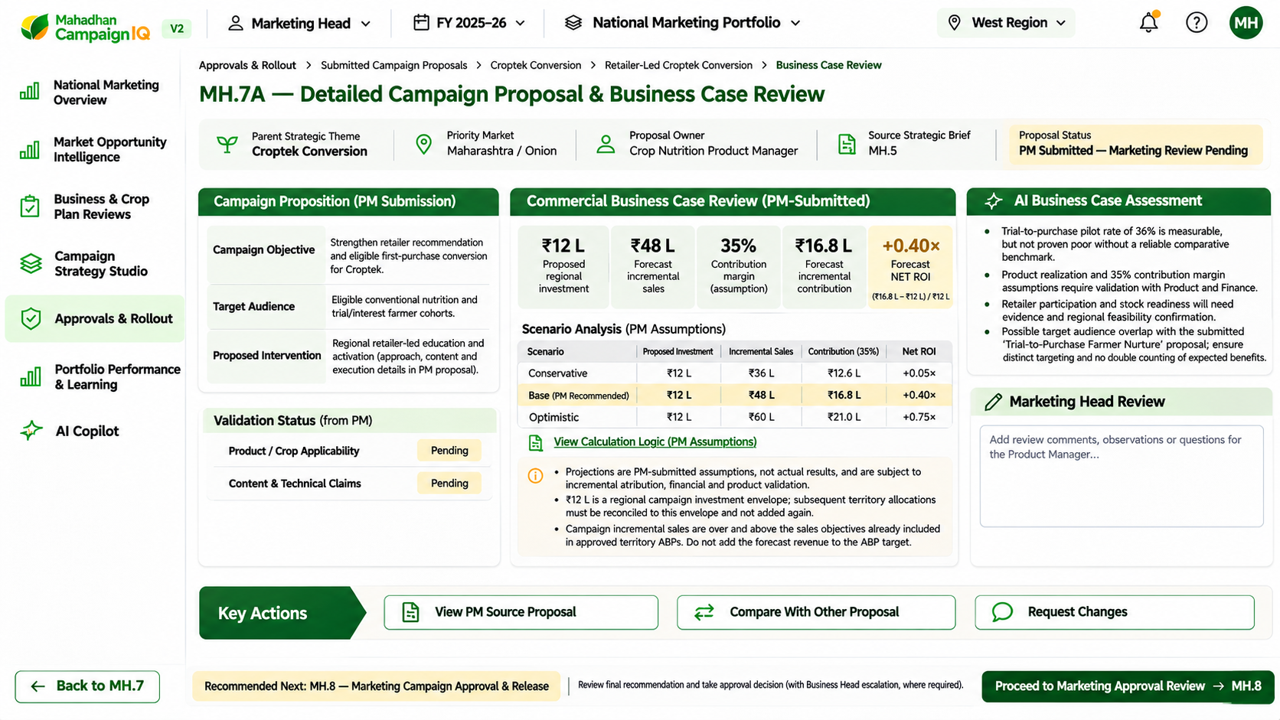 Mahadhan
CampaignIQ
V2
Marketing Head
FY 2025–26
National Marketing Portfolio
West Region
MH
National Marketing
Overview
Market Opportunity
Intelligence
Business & Crop
Plan Reviews
Campaign
Strategy Studio
Approvals & Rollout
Portfolio Performance
& Learning
AI Copilot
Approvals & Rollout > Submitted Campaign Proposals > Croptek Conversion > Retailer-Led Croptek Conversion > Business Case Review
MH.7A — Detailed Campaign Proposal & Business Case Review
Parent Strategic Theme
Croptek Conversion
Priority Market
Maharashtra / Onion
Proposal Owner
Crop Nutrition Product Manager
Source Strategic Brief
MH.5
Proposal Status
PM Submitted — Marketing Review Pending
Campaign Proposition (PM Submission)
Campaign Objective
Strengthen retailer recommendation
and eligible first-purchase conversion
for Croptek.
Target Audience
Eligible conventional nutrition and
trial/interest farmer cohorts.
Proposed Intervention
Regional retailer-led education and
activation (approach, content and
execution details in PM proposal).
Validation Status (from PM)
Product / Crop Applicability
Pending
Content & Technical Claims
Pending
Commercial Business Case Review (PM-Submitted)
₹12 L
Proposed
regional
investment
₹48 L
Forecast
incremental
sales
35%
Contribution
margin
(assumption)
₹16.8 L
Forecast
incremental
contribution
+0.40×
Forecast
NET ROI
(₹16.8 L – ₹12 L) / ₹12 L
Scenario Analysis (PM Assumptions)
Scenario Proposed Investment Incremental Sales Contribution (35%) Net ROI
Conservative ₹12 L ₹36 L ₹12.6 L +0.05×
Base (PM Recommended) ₹12 L ₹48 L ₹16.8 L +0.40×
Optimistic ₹12 L ₹60 L ₹21.0 L +0.75×
View Calculation Logic (PM Assumptions)
• Projections are PM-submitted assumptions, not actual results, and are subject to
incremental atribution, financial and product validation.
• ₹12 L is a regional campaign investment envelope; subsequent territory allocations
must be reconciled to this envelope and not added again.
• Campaign incremental sales are over and above the sales objectives already included
in approved territory ABPs. Do not add the forecast revenue to the ABP target.
AI Business Case Assessment
• Trial-to-purchase pilot rate of 36% is measurable,
but not proven poor without a reliable comparative
benchmark.
• Product realization and 35% contribution margin
assumptions require validation with Product and Finance.
• Retailer participation and stock readiness will need
evidence and regional feasibility confirmation.
• Possible target audience overlap with the submitted
'Trial-to-Purchase Farmer Nurture' proposal; ensure
distinct targeting and no double counting of expected benefits.
Marketing Head Review
Add review comments, observations or questions for
the Product Manager...
Key Actions
View PM Source Proposal
Compare With Other Proposal
Request Changes
← Back to MH.7
Recommended Next: MH.8 — Marketing Campaign Approval & Release
Review final recommendation and take approval decision (with Business Head escalation, where required).
Proceed to Marketing Approval Review → MH.8